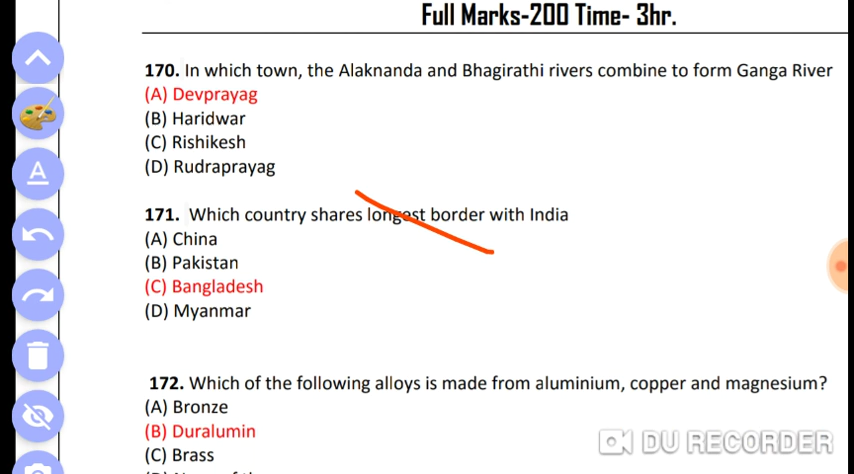 Full Marks-200 Time- 3hr.
170. In which town, the Alaknanda and Bhagirathi rivers combine to form Ganga River
(A) Devprayag
(B) Haridwar
(C) Rishikesh
(D) Rudraprayag
171. Which country shares longest border with India
(A) China
(B) Pakistan
(C) Bangladesh
(D) Myanmar
172. Which of the following alloys is made from aluminium, copper and magnesium?
(A) Bronze
(B) Duralumin
(C) Brass
A
DU RECORDER